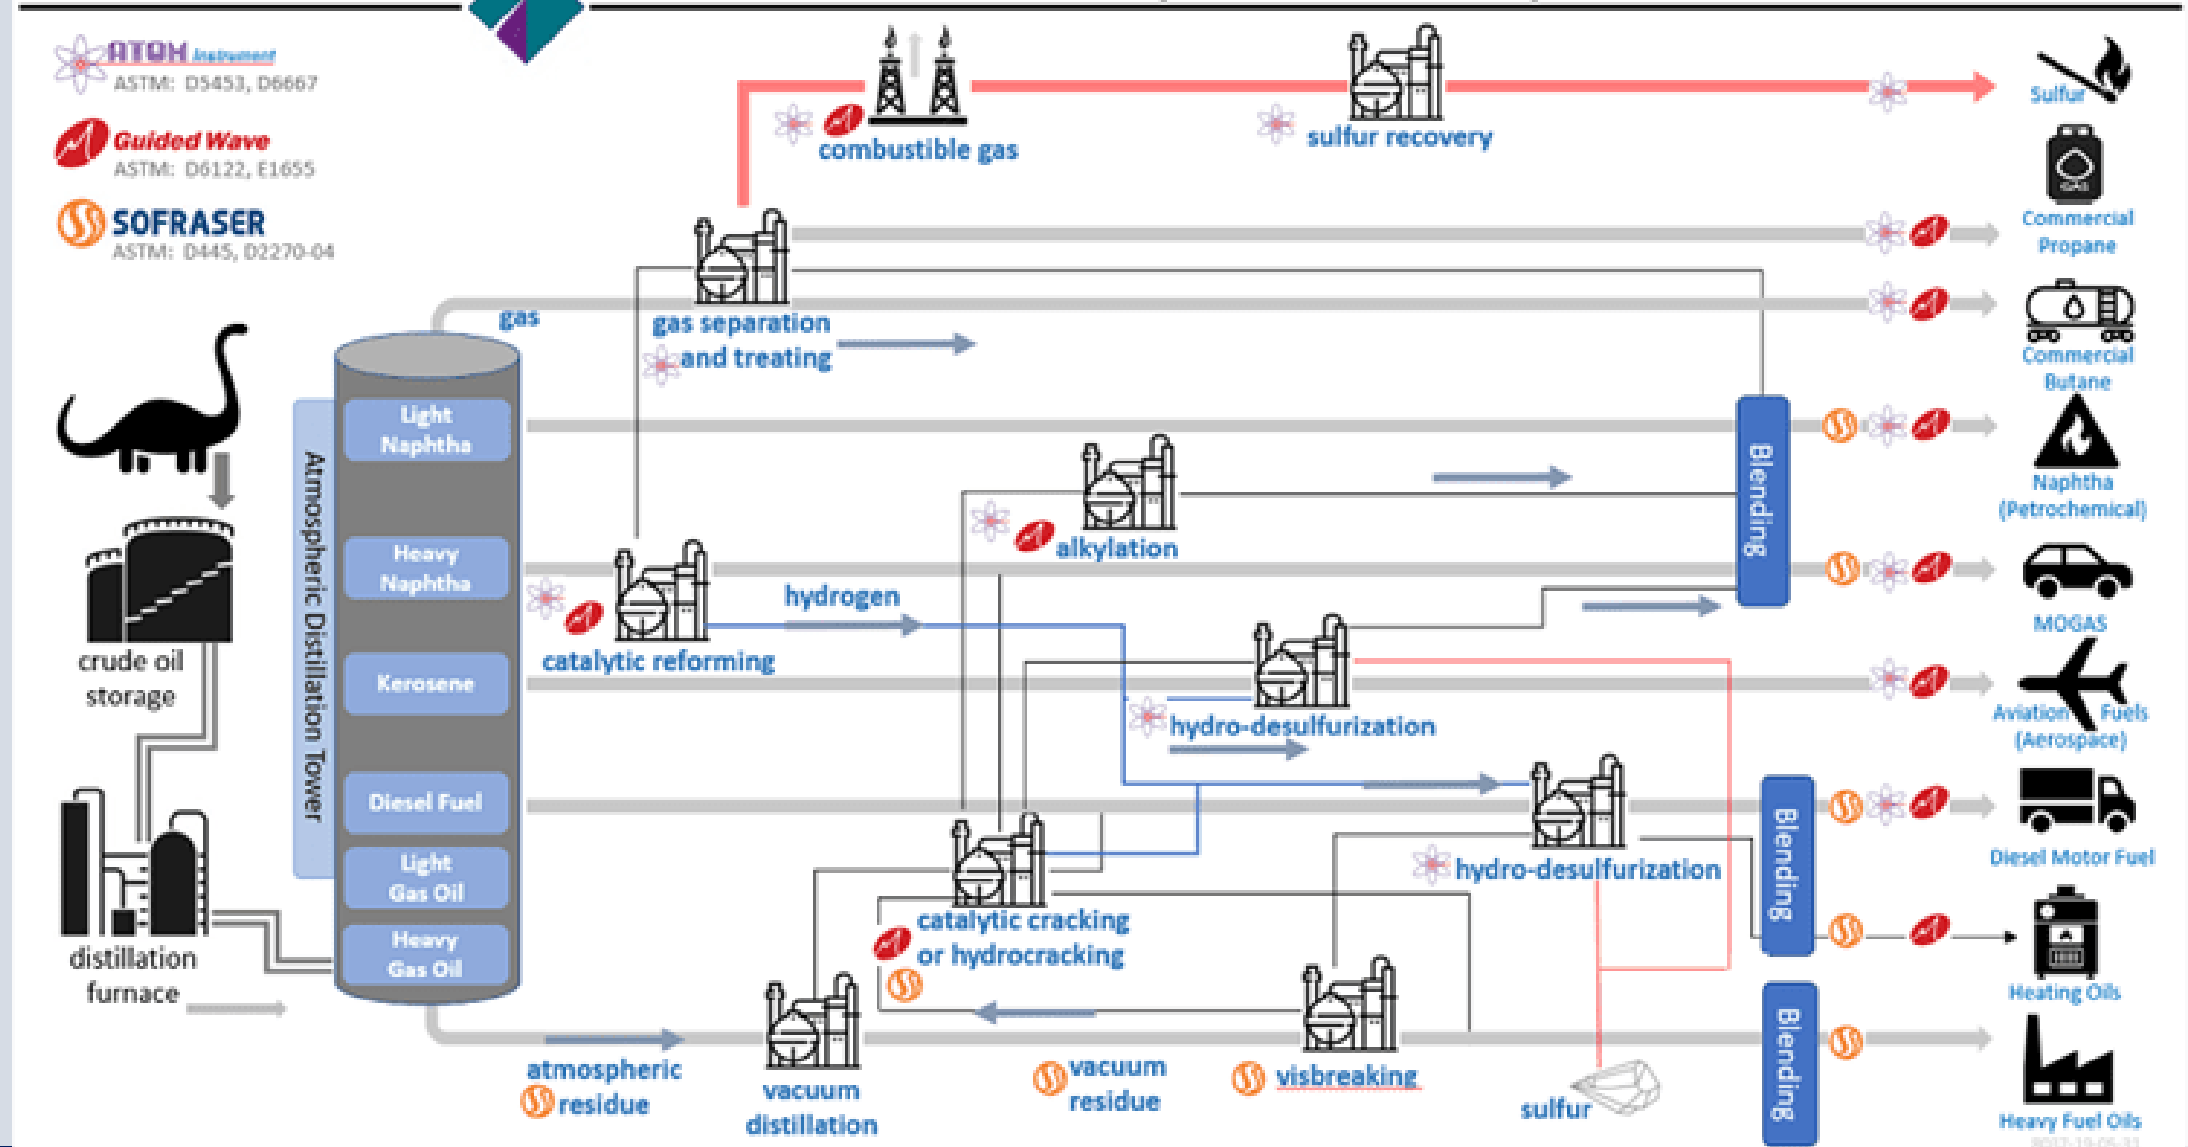 ATOM Instrument
ASTM: D5453, D6667
Guided Wave
ASTM: D6122, E1655
SOFRASER
ASTM: D445, D2270-04
combustible gas
sulfur recovery
Sulfur
GAS
Commercial
Propane
gas
gas separation
and treating
Commercial
Butane
Light
Naphtha
Atmospheric Distillation Tower
Blending
Naphtha
(Petrochemical)
alkylation
Heavy
Naphtha
hydrogen
MOGAS
catalytic reforming
crude oil
storage
Kerosene
hydro-desulfurization
Aviation Fuels
(Aerospace)
Diesel Fuel
Blending
Diesel Motor Fuel
Light
Gas Oil
hydro-desulfurization
catalytic cracking
or hydrocracking
Heavy
Gas Oil
distillation
furnace
Heating Oils
Blending
atmospheric
residue
vacuum
distillation
vacuum
residue
visbreaking
sulfur
Heavy Fuel Oils